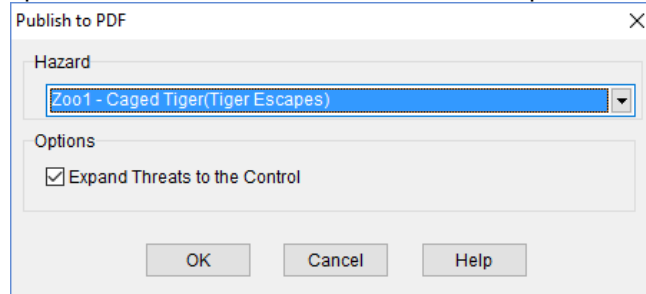 Publish to PDF
Hazard
Zoo1 - Caged Tiger(Tiger Escapes)
Options
Expand Threats to the Control
OK Cancel Help